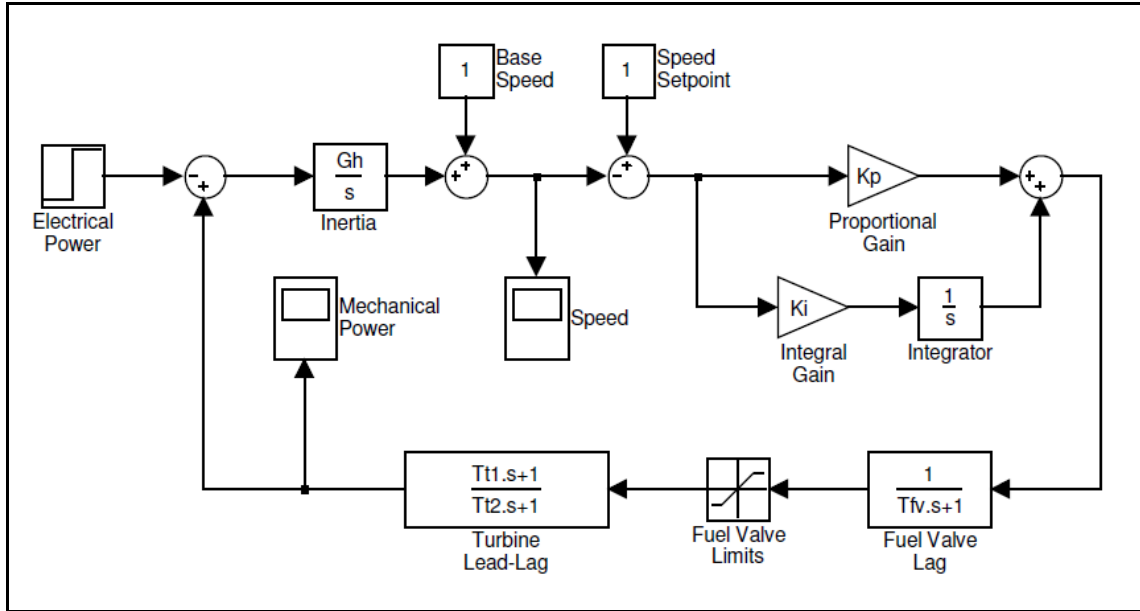 1
Base
Speed
1
Speed
Setpoint
Electrical
Power
-
+
Gh
s
Inertia
+
+
-
+
Kp
Proportional
Gain
+
+
Mechanical
Power
Speed
Ki
Integral
Gain
1
s
Integrator
Tt1.s+1
Tt2.s+1
Turbine
Lead-Lag
Fuel Valve
Limits
1
Tfv.s+1
Fuel Valve
Lag